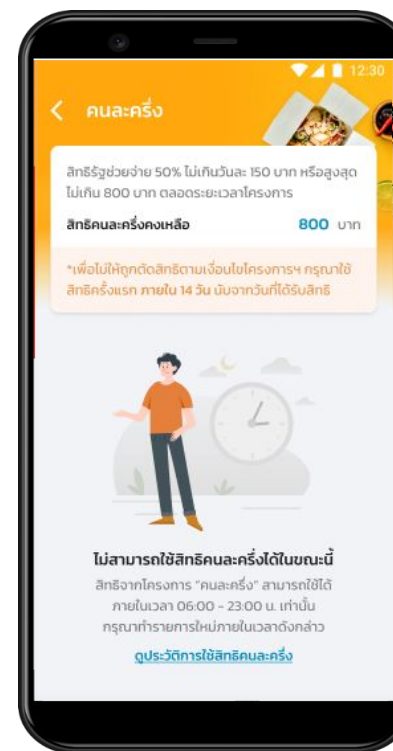 12:30
คนละครึ่ง
สิทธิรัฐช่วยจ่าย 50% ไม่เกินวันละ 150 บาท หรือสูงสุด
ไม่เกิน 800 บาท ตลอดระยะเวลาโครงการ
สิทธิคนละครึ่งคงเหลือ 800 บาท
*เพื่อไม่ให้ถูกตัดสิทธิตามเงื่อนไขโครงการฯ กรุณาใช้
สิทธิครั้งแรก ภายใน 14 วัน นับจากวันที่ได้รับสิทธิ
ไม่สามารถใช้สิทธิคนละครึ่งได้ในขณะนี้
สิทธิจากโครงการ "คนละครึ่ง" สามารถใช้ได้
ภายในเวลา 06:00 - 23:00 น. เท่านั้น
กรุณาทำรายการใหม่ภายในเวลาดังกล่าว
ดูประวัติการใช้สิทธิคนละครึ่ง